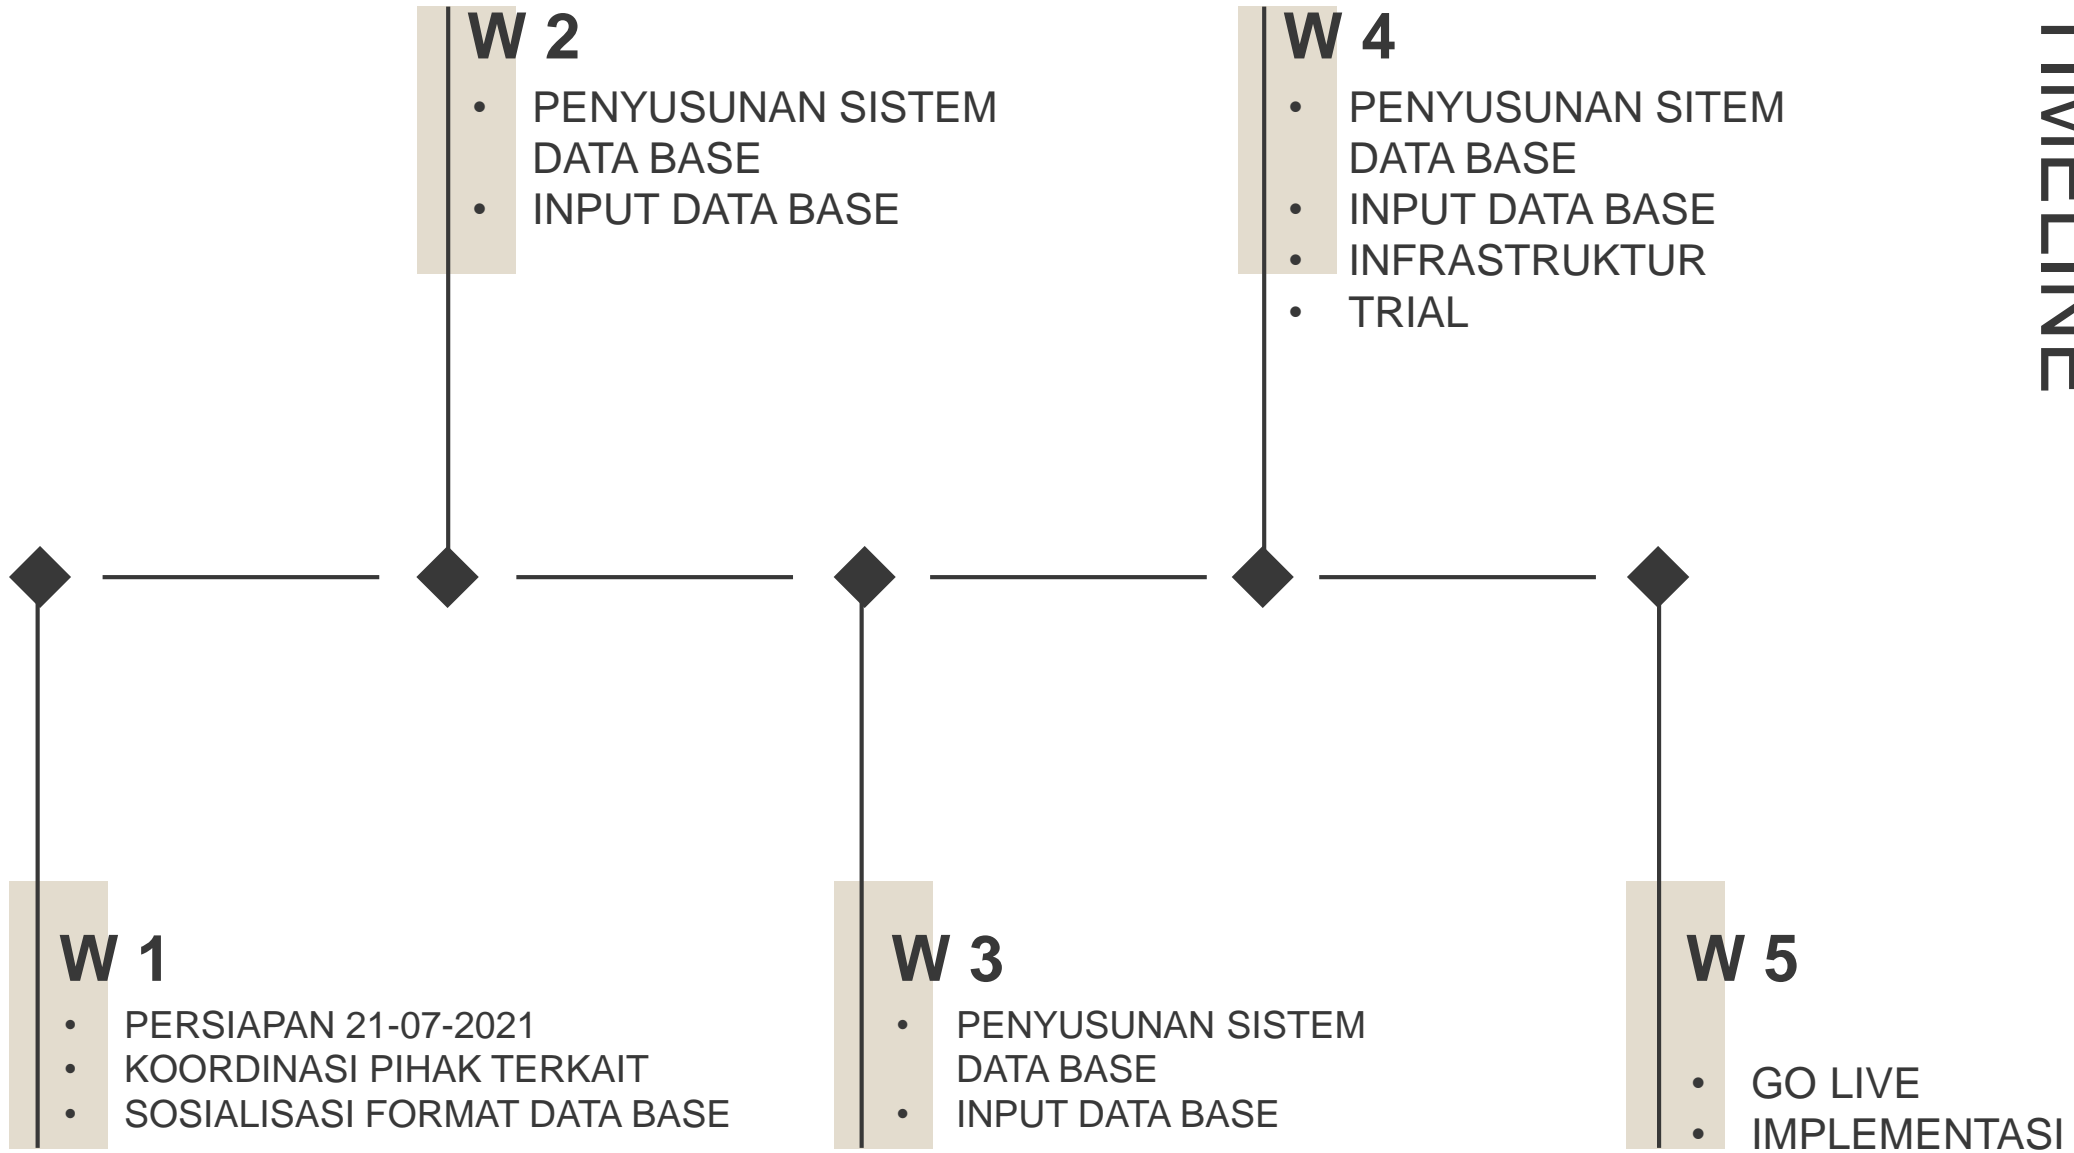 TIMELINE
W 1
• PERSIAPAN 21-07-2021
• KOORDINASI PIHAK TERKAIT
• SOSIALISASI FORMAT DATA BASE
W 2
• PENYUSUNAN SISTEM
DATA BASE
• INPUT DATA BASE
W 3
• PENYUSUNAN SISTEM
DATA BASE
• INPUT DATA BASE
W 4
• PENYUSUNAN SITEM
DATA BASE
• INPUT DATA BASE
• INFRASTRUKTUR
• TRIAL
W 5
• GO LIVE
• IMPLEMENTASI